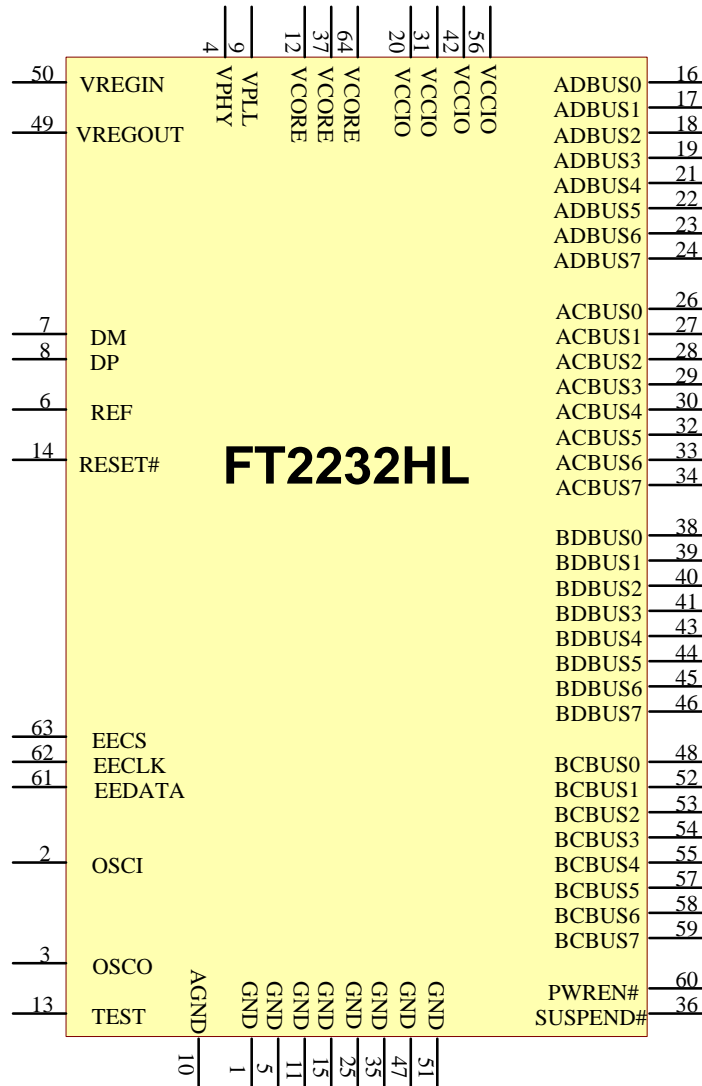 4 9 12 37 64 20 31 42 56
VPHY VPLL VCORE VCORE VCORE VCCIO VCCIO VCCIO VCCIO
50 VREGIN
49 VREGOUT
7 DM
8 DP
6 REF
14 RESET#
63 EECS
62 EECLK
61 EEDATA
2 OSCI
3 OSCO
13 TEST
FT2232HL
ADBUS0 16
ADBUS1 17
ADBUS2 18
ADBUS3 19
ADBUS4 21
ADBUS5 22
ADBUS6 23
ADBUS7 24
ACBUS0 26
ACBUS1 27
ACBUS2 28
ACBUS3 29
ACBUS4 30
ACBUS5 32
ACBUS6 33
ACBUS7 34
BDBUS0 38
BDBUS1 39
BDBUS2 40
BDBUS3 41
BDBUS4 43
BDBUS5 44
BDBUS6 45
BDBUS7 46
BCBUS0 48
BCBUS1 52
BCBUS2 53
BCBUS3 54
BCBUS4 55
BCBUS5 57
BCBUS6 58
BCBUS7 59
PWREN# 60
SUSPEND# 36
AGND GND GND GND GND GND GND GND GND
10 1 5 11 15 25 35 47 51